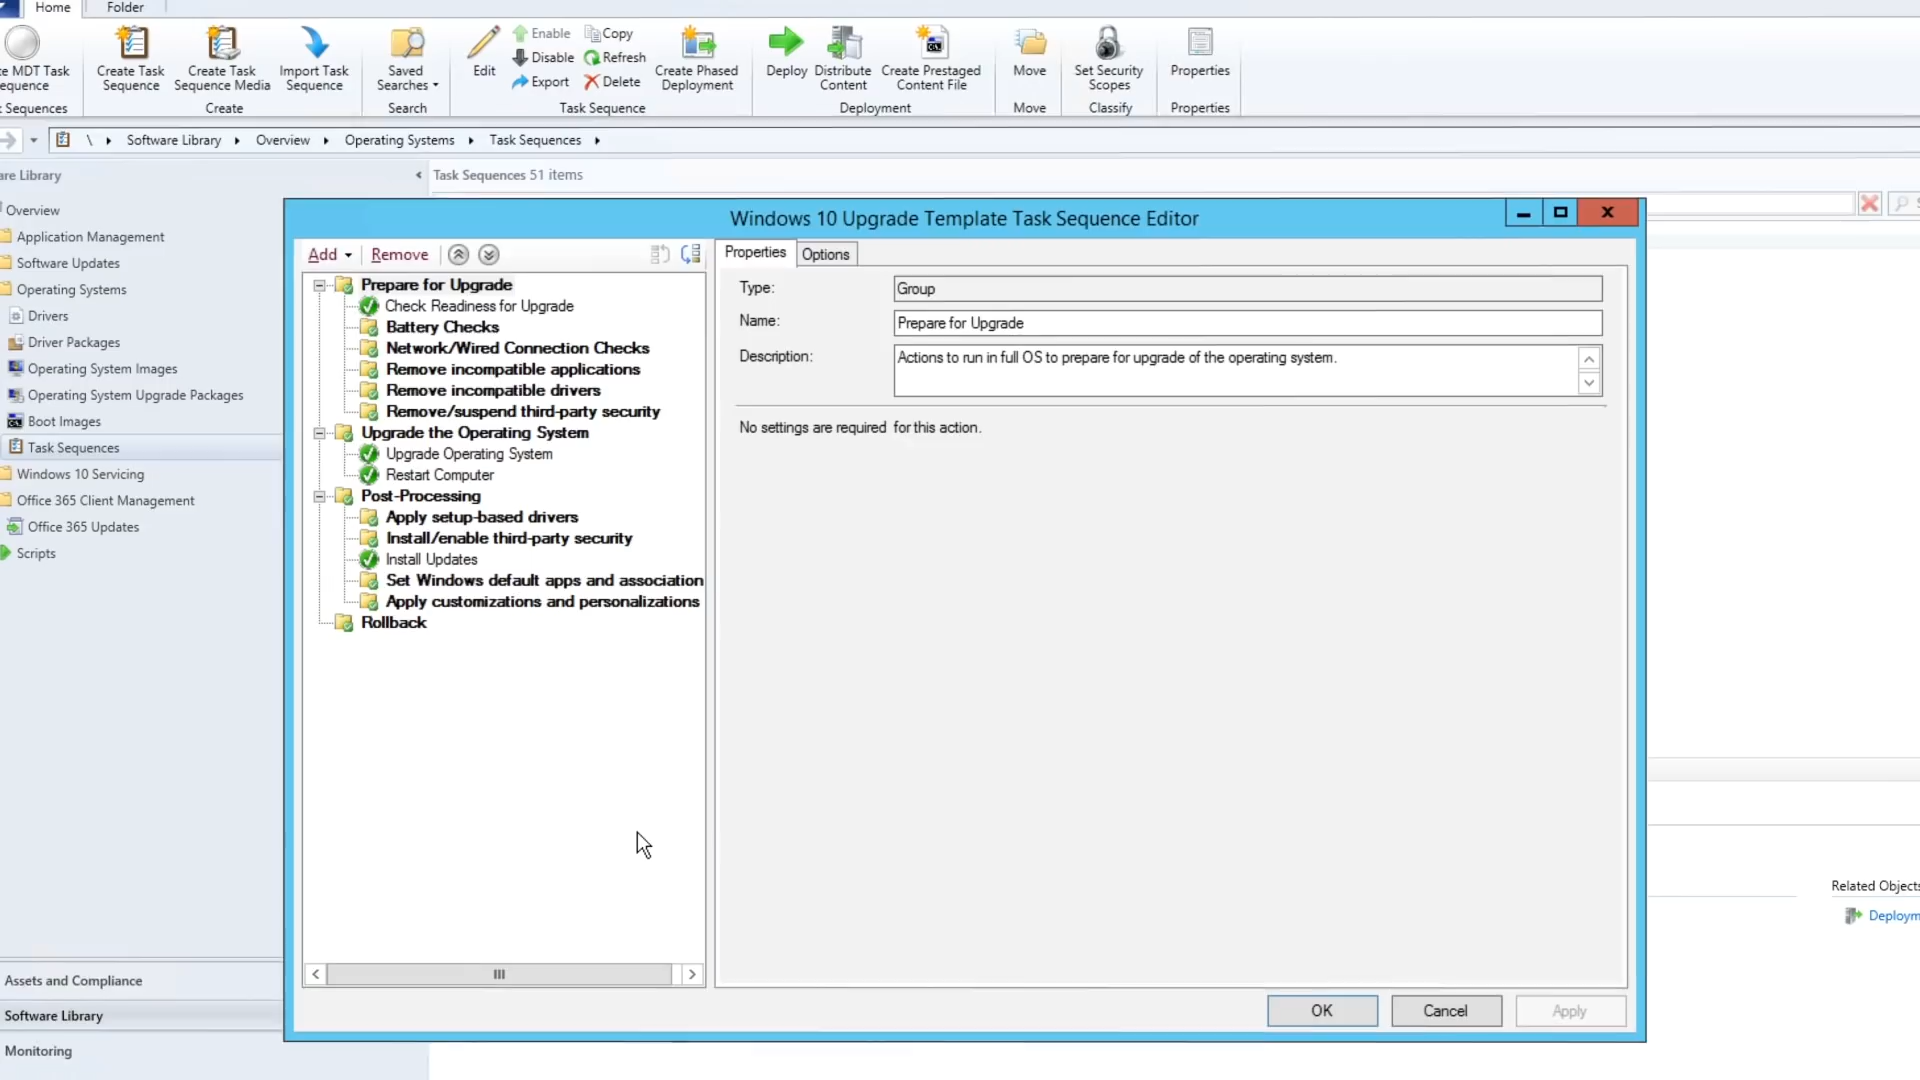 Home
Folder
e MDT Task
equence
Create Task
Sequence
Create Task
Sequence Media
Import Task
Sequence
Saved
Searches
Edit
Enable
Disable
Export
Copy
Refresh
Delete
Create Phased
Deployment
Deploy
Distribute
Content
Create Prestaged
Content File
Move
Set Security
Scopes
Properties
Sequences
Create
Search
Task Sequence
Deployment
Move
Classify
Properties
\ Software Library Overview Operating Systems Task Sequences
are Library
Task Sequences 51 items
Overview
Application Management
Software Updates
Operating Systems
Drivers
Driver Packages
Operating System Images
Operating System Upgrade Packages
Boot Images
Task Sequences
Windows 10 Servicing
Office 365 Client Management
Office 365 Updates
Scripts
Assets and Compliance
Software Library
Monitoring
Windows 10 Upgrade Template Task Sequence Editor
Add
Remove
Prepare for Upgrade
Check Readiness for Upgrade
Battery Checks
Network/Wired Connection Checks
Remove incompatible applications
Remove incompatible drivers
Remove/suspend third-party security
Upgrade the Operating System
Upgrade Operating System
Restart Computer
Post-Processing
Apply setup-based drivers
Install/enable third-party security
Install Updates
Set Windows default apps and association
Apply customizations and personalizations
Rollback
Properties
Options
Type:
Group
Name:
Prepare for Upgrade
Description:
Actions to run in full OS to prepare for upgrade of the operating system.
No settings are required for this action.
OK
Cancel
Apply
Related Objects
Deploym